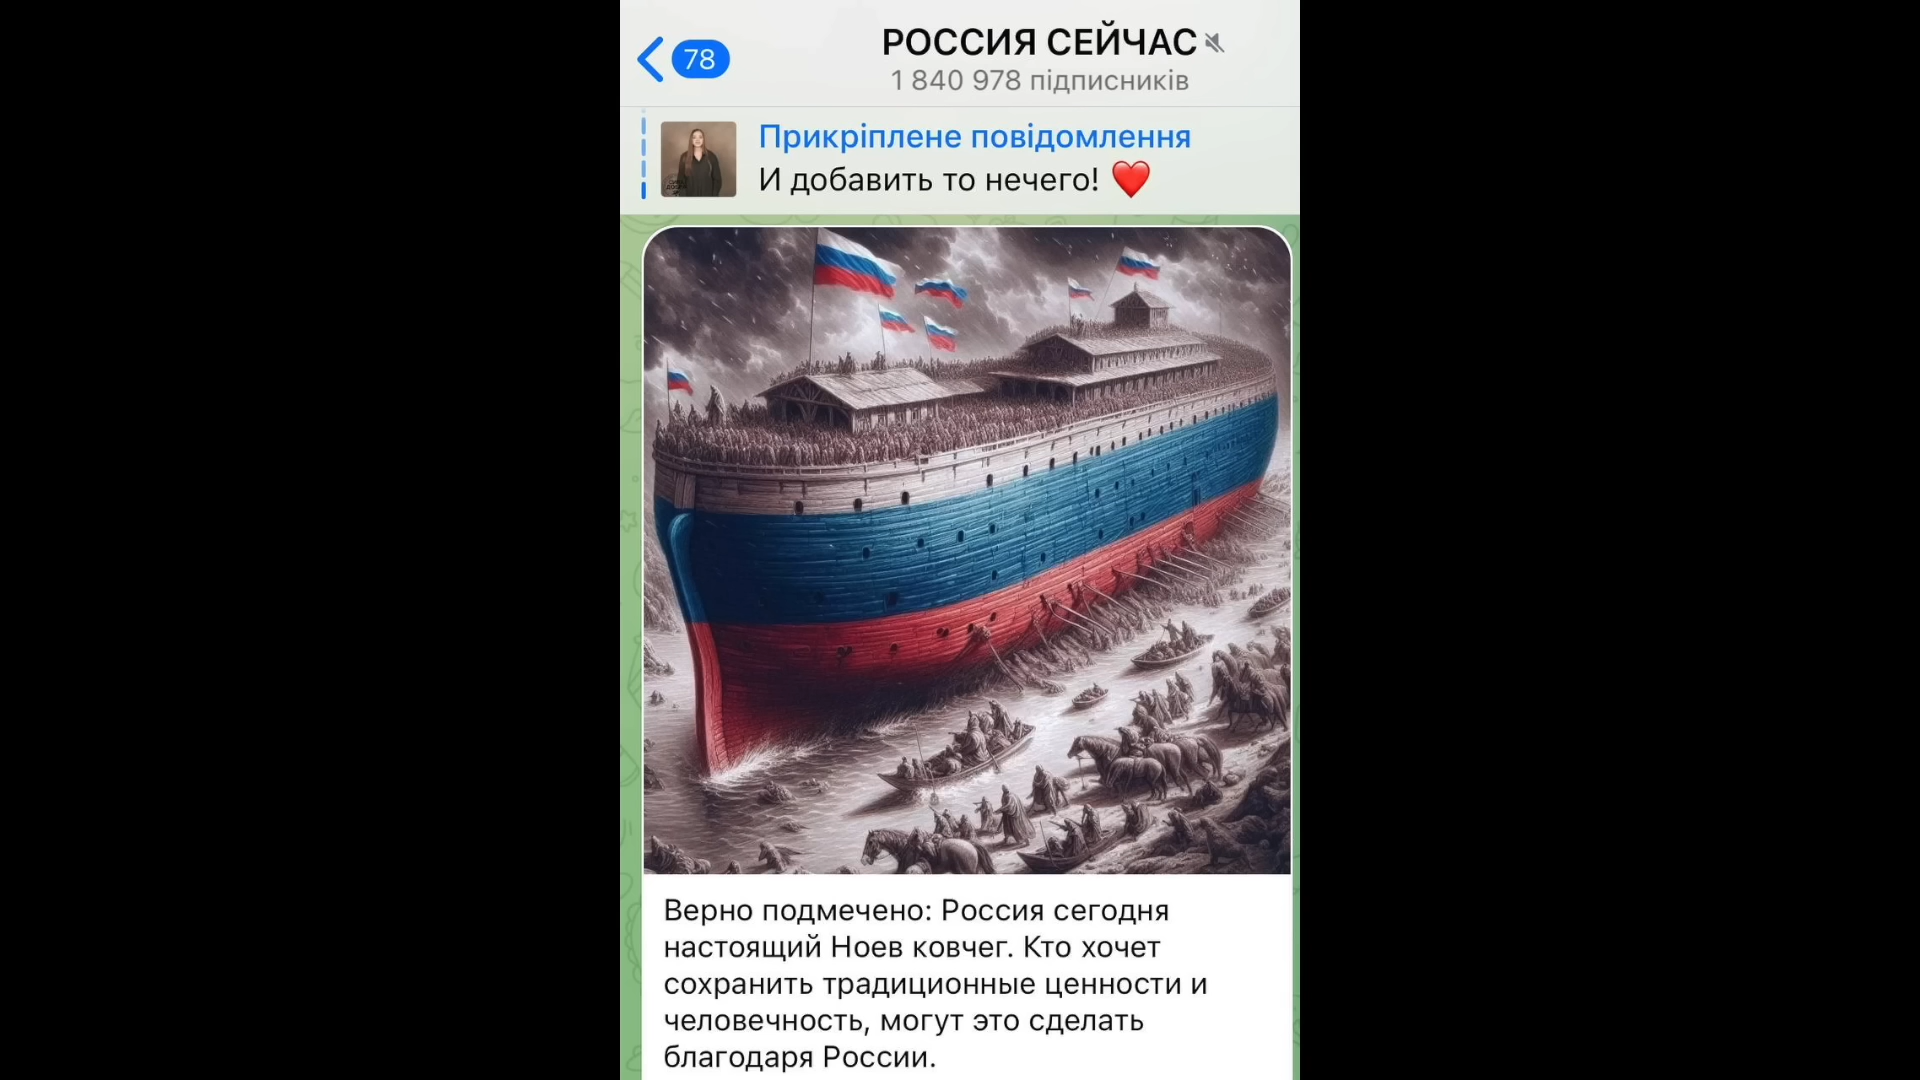 78
РОССИЯ СЕЙЧАС
1 840 978 підписників
Прикріплене повідомлення
И добавить то нечего! ❤️
Верно подмечено: Россия сегодня
настоящий Ноев ковчег. Кто хочет
сохранить традиционные ценности и
человечность, могут это сделать
благодаря России.